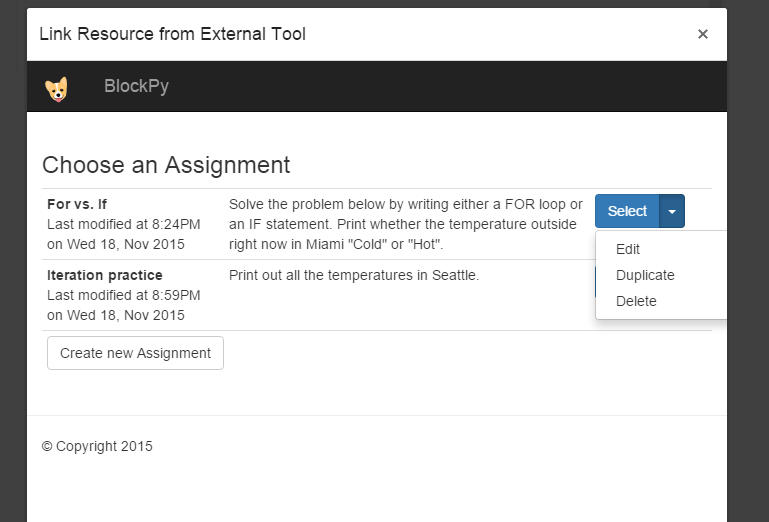 Link Resource from External Tool ×
BlockPy
Choose an Assignment
For vs. If
Last modified at 8:24PM
on Wed 18, Nov 2015
Solve the problem below by writing either a FOR loop or
an IF statement. Print whether the temperature outside
right now in Miami "Cold" or "Hot".
Select
Edit
Duplicate
Delete
Iteration practice
Last modified at 8:59PM
on Wed 18, Nov 2015
Print out all the temperatures in Seattle.
Create new Assignment
© Copyright 2015